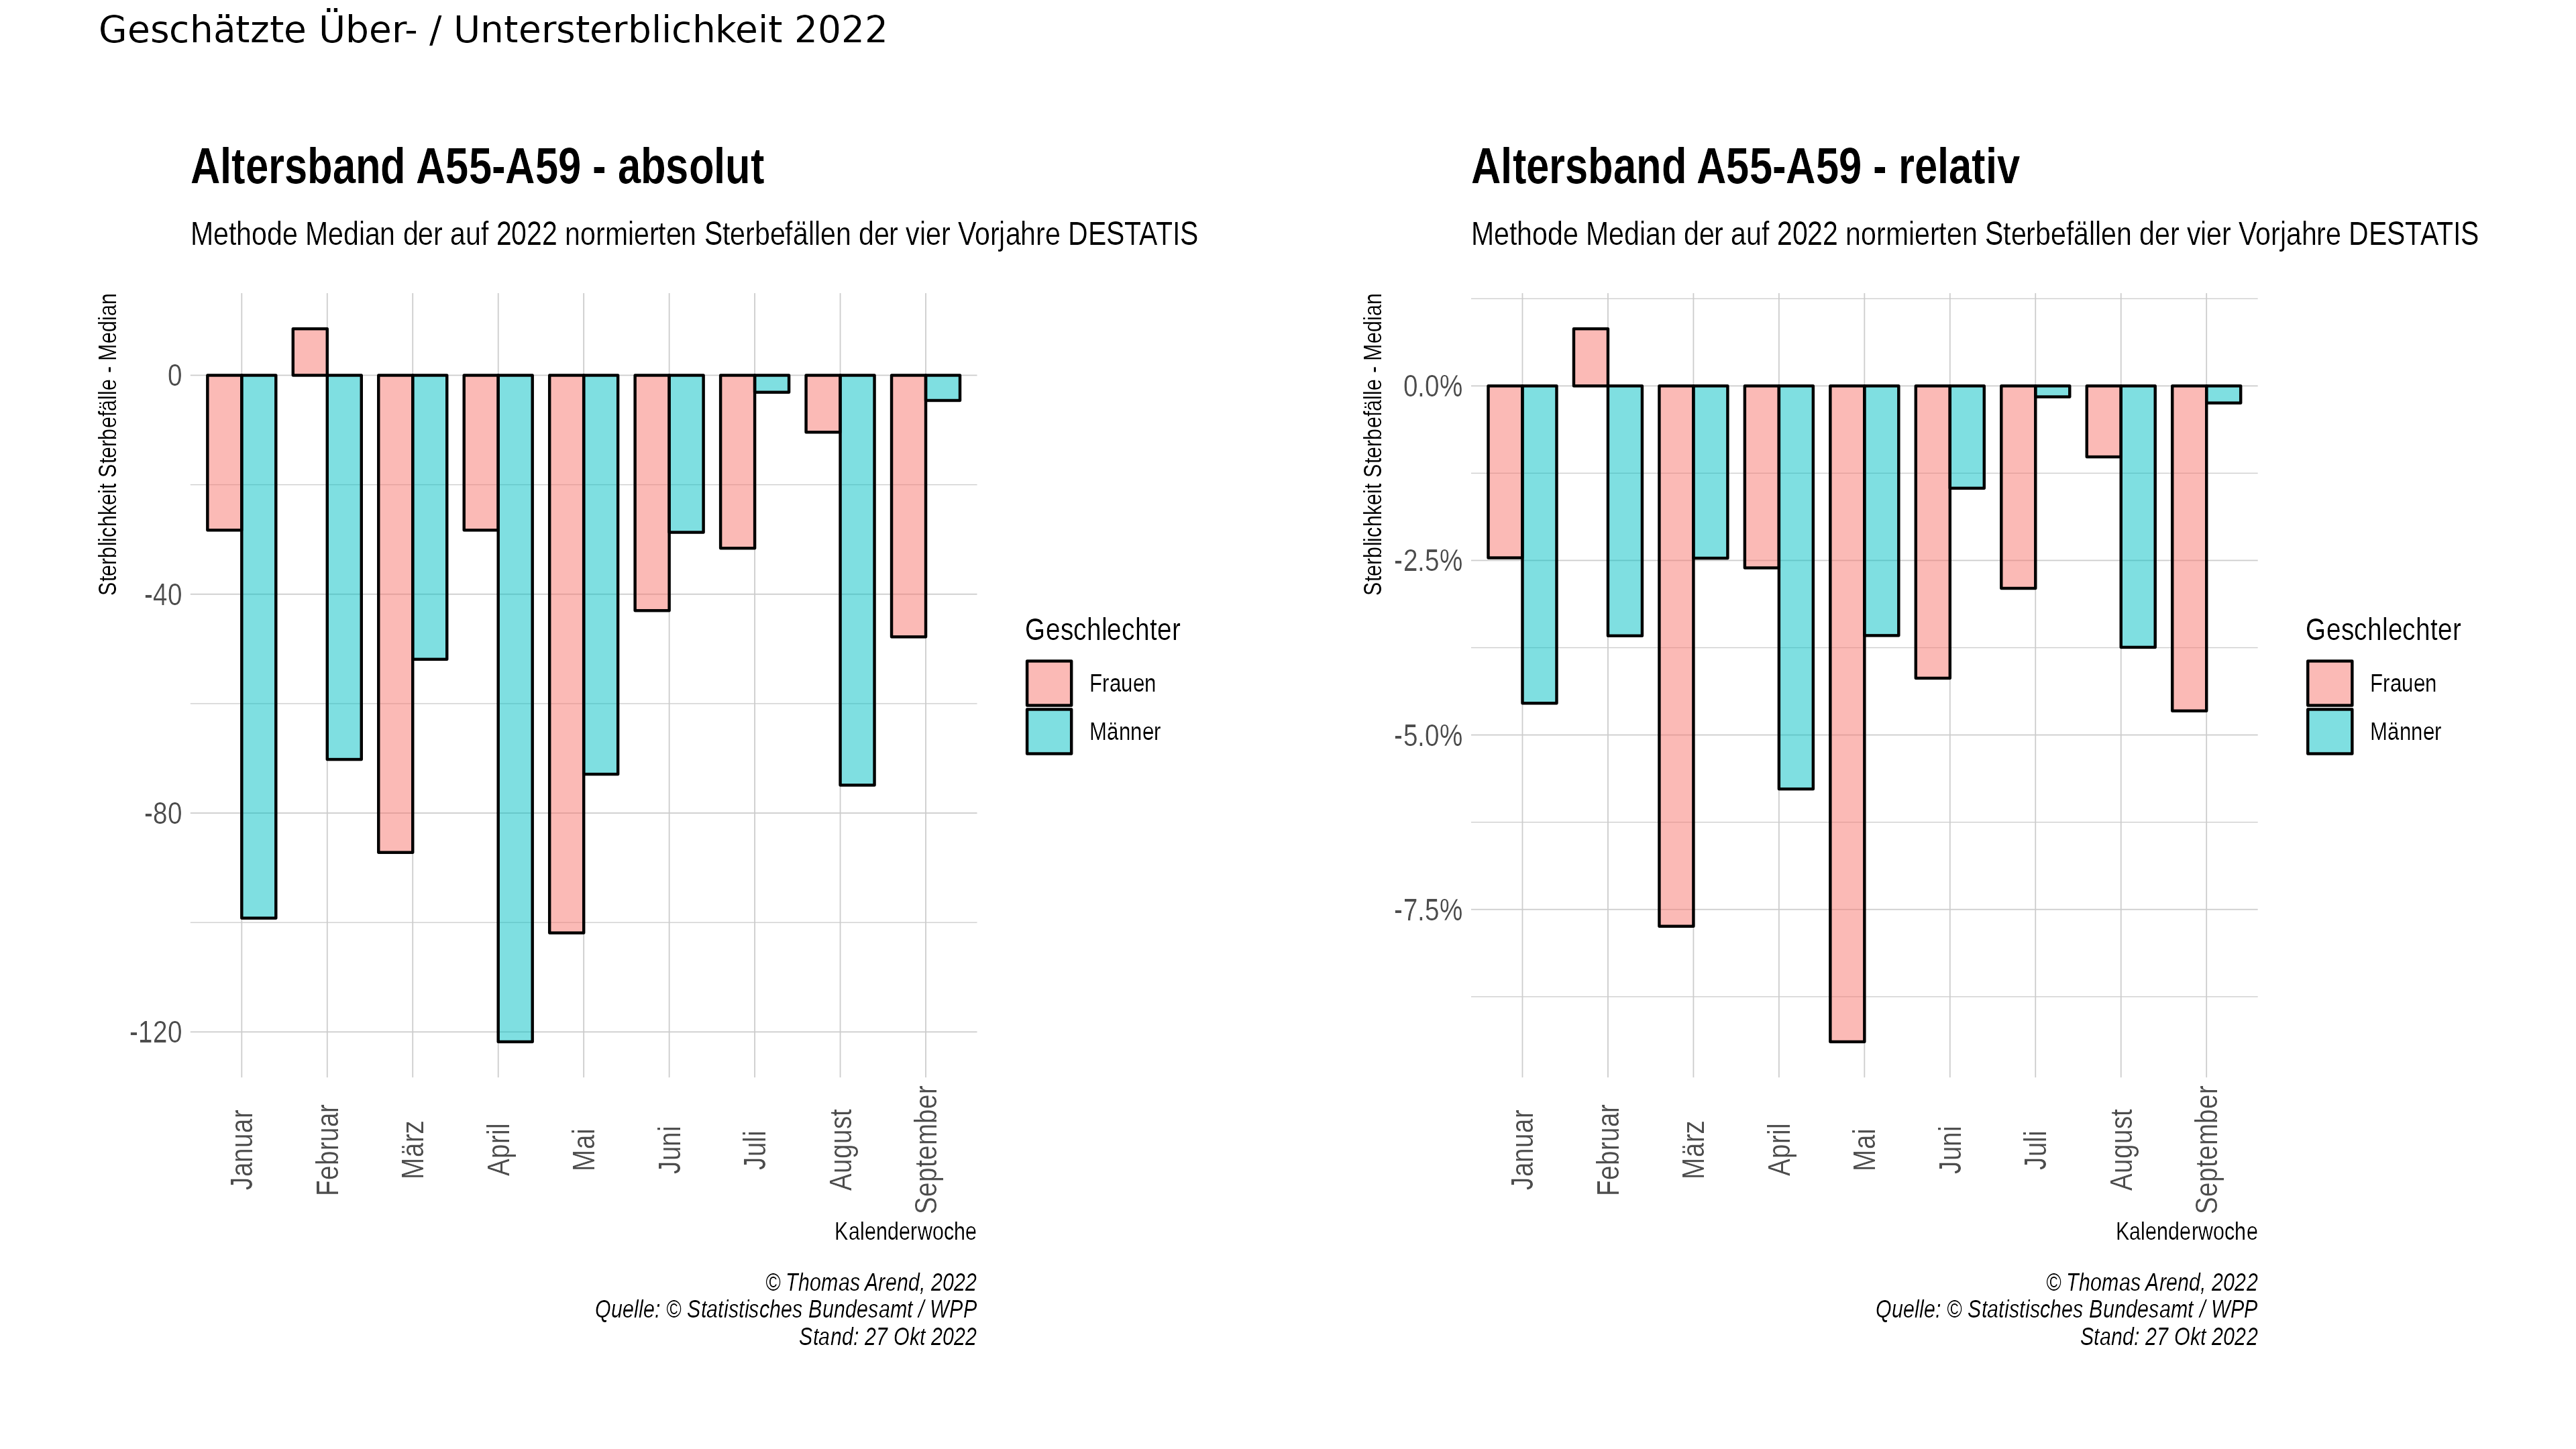 Geschätzte Über- / Untersterblichkeit 2022
Altersband A55-A59 - absolut
Methode Median der auf 2022 normierten Sterbefällen der vier Vorjahre DESTATIS
Sterblichkeit Sterbefälle - Median
0
-40
-80
-120
Januar
Februar
März
April
Mai
Juni
Juli
August
September
Kalenderwoche
Geschlechter
Frauen
Männer
© Thomas Arend, 2022
Quelle: © Statistisches Bundesamt / WPP
Stand: 27 Okt 2022
Altersband A55-A59 - relativ
Methode Median der auf 2022 normierten Sterbefällen der vier Vorjahre DESTATIS
Sterblichkeit Sterbefälle - Median
0.0%
-2.5%
-5.0%
-7.5%
Januar
Februar
März
April
Mai
Juni
Juli
August
September
Kalenderwoche
Geschlechter
Frauen
Männer
© Thomas Arend, 2022
Quelle: © Statistisches Bundesamt / WPP
Stand: 27 Okt 2022